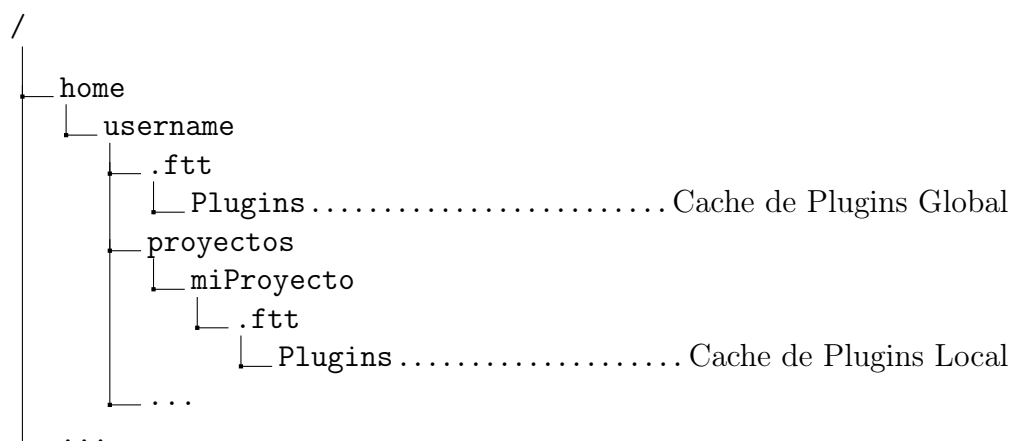 /
home
username
.ftt
Plugins.........................Cache de Plugins Global
proyectos
miProyecto
.ftt
Plugins....................Cache de Plugins Local
...
...